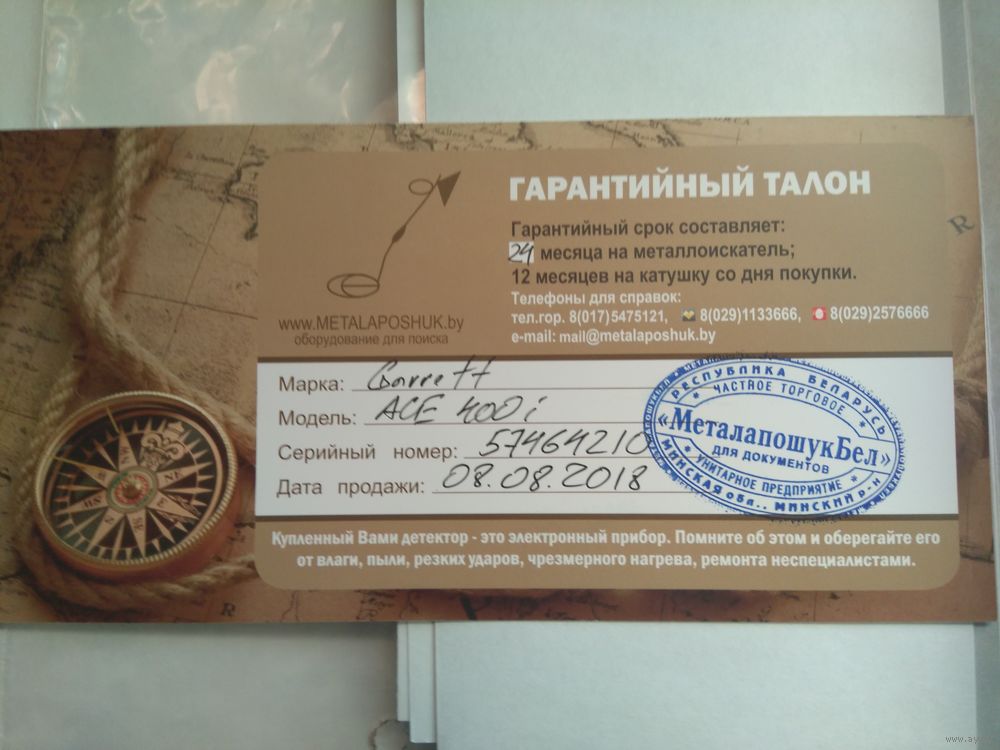 ГАРАНТИЙНЫЙ ТАЛОН
Гарантийный срок составляет:
24 месяца на металлоискатель;
12 месяцев на катушку со дня покупки.
Телефоны для справок:
тел.гор. 8(017)5475121, 8(029)1133666, 8(029)2576666
e-mail: mail@metalaposhuk.by
www.METALAPOSHUK.by
оборудование для поиска
Марка: Garrett
Модель: ACE 400i
Серийный номер: 57464210
Дата продажи: 08.08.2018
РЕСПУБЛИКА БЕЛАРУСЬ
ЧАСТНОЕ ТОРГОВОЕ
«МеталапошукБел»
ДЛЯ ДОКУМЕНТОВ
УНИТАРНОЕ ПРЕДПРИЯТИЕ
МИНСКАЯ обл., МИНСКИЙ р-н
Купленный Вами детектор - это электронный прибор. Помните об этом и оберегайте его
от влаги, пыли, резких ударов, чрезмерного нагрева, ремонта неспециалистами.
R
R